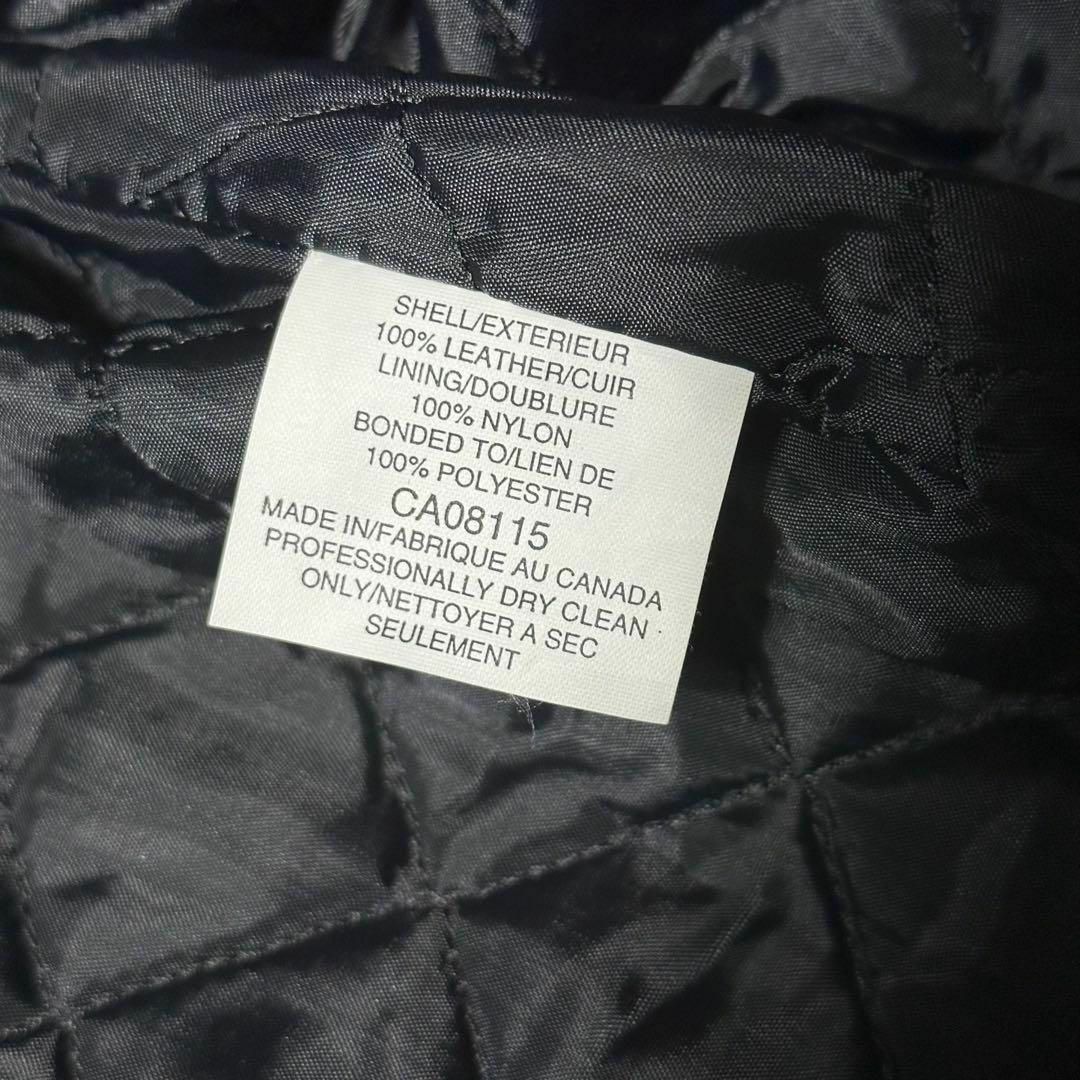 SHELL/EXTERIEUR
100% LEATHER/CUIR
LINING/DOUBLURE
100% NYLON
BONDED TO/LIEN DE
100% POLYESTER
CA08115
MADE IN/FABRIQUE AU CANADA
PROFESSIONALLY DRY CLEAN
ONLY/NETTOYER A SEC
SEULEMENT